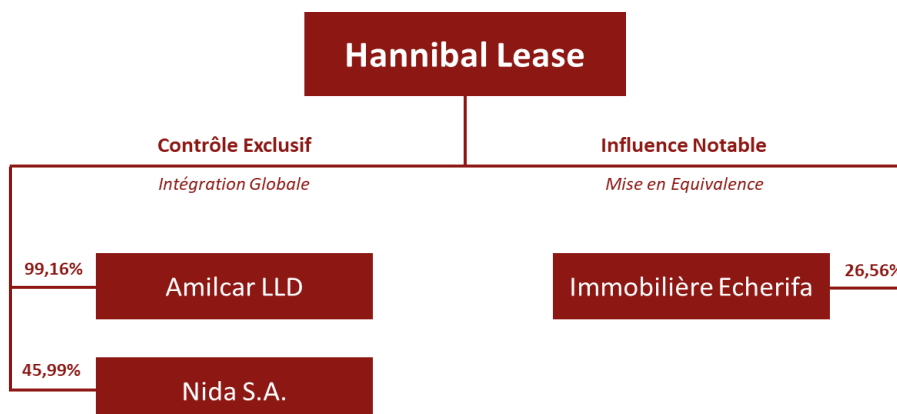 Hannibal Lease
Contrôle Exclusif
Intégration Globale
Influence Notable
Mise en Equivalence
99,16%
Amilcar LLD
Immobilière Echerifa
26,56%
45,99%
Nida S.A.